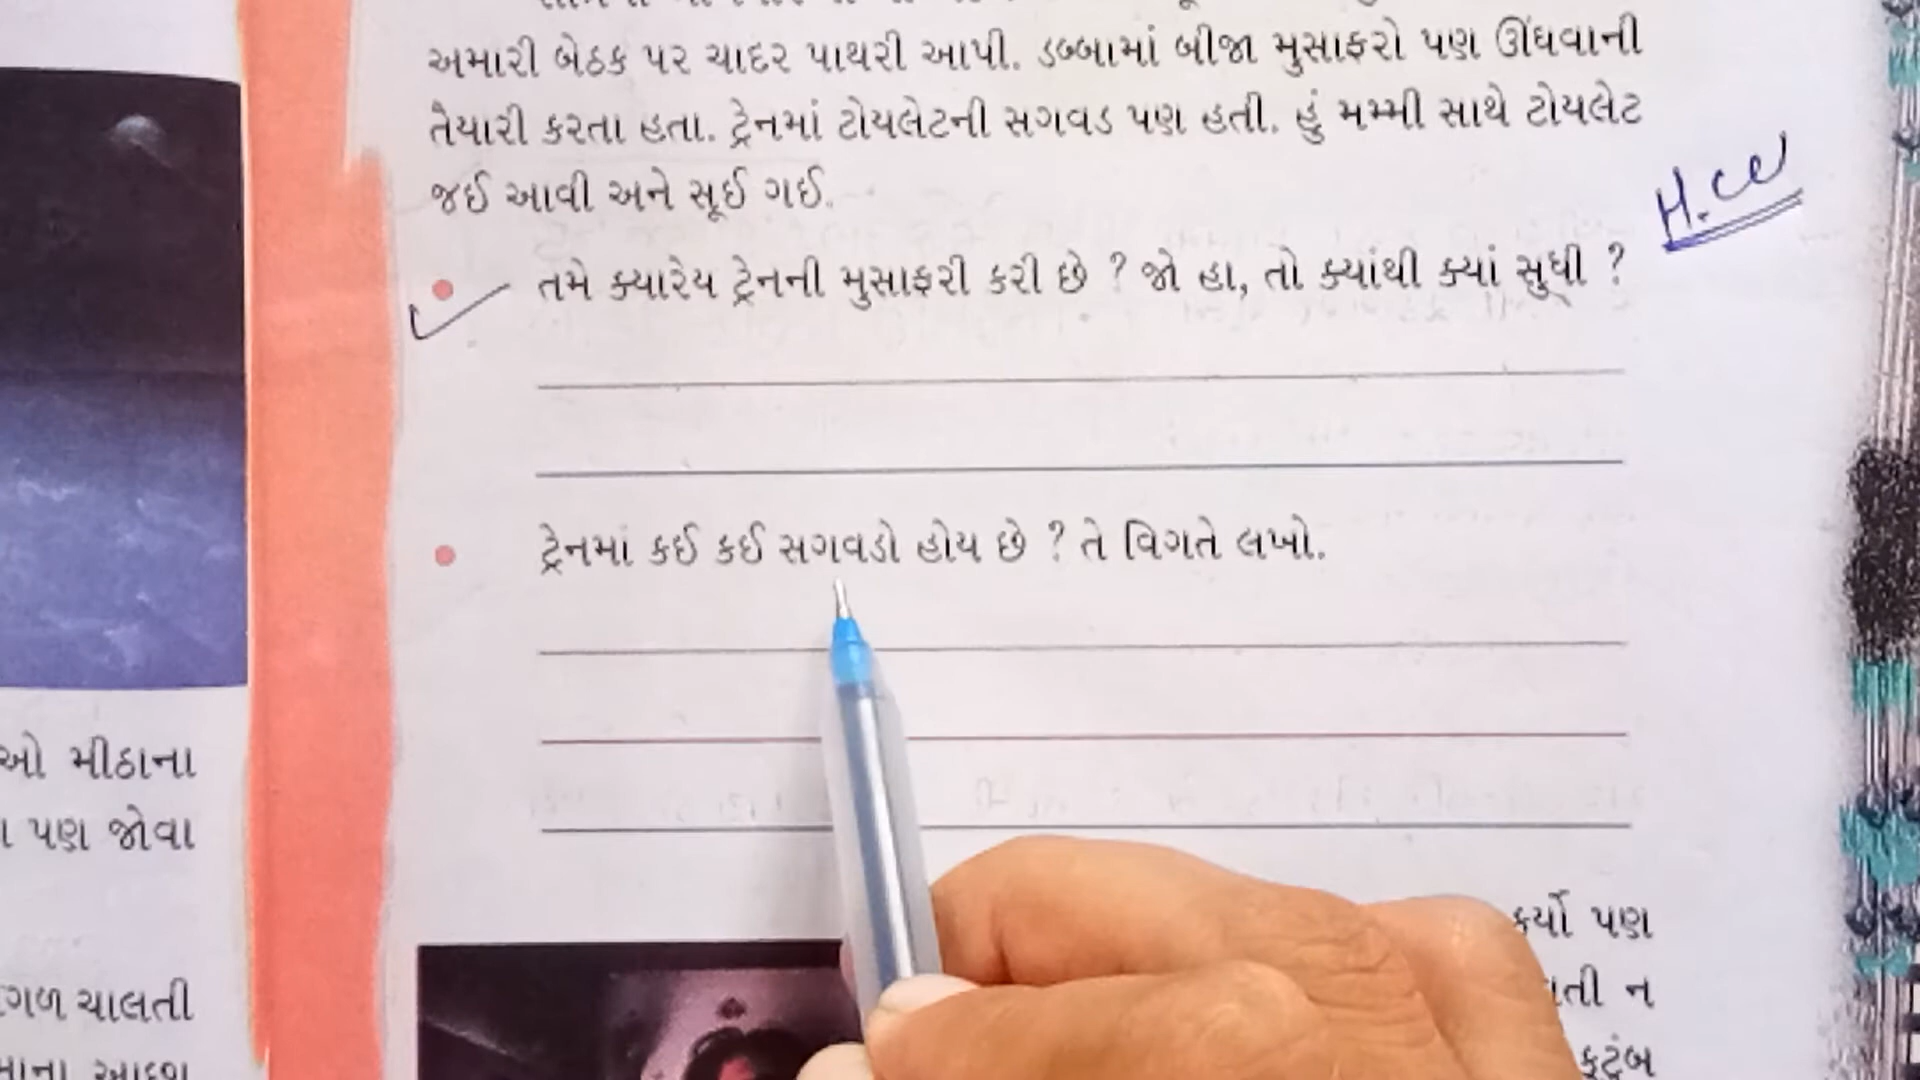 અમારી બેઠક પર ચાદર પાથરી આપી. ડબ્બામાં બીજા મુસાફરો પણ ઊંઘવાની
તૈયારી કરતા હતા. ટ્રેનમાં ટોયલેટની સગવડ પણ હતી. હું મમ્મી સાથે ટોયલેટ
જઈ આવી અને સૂઈ ગઈ.
H.W
તમે ક્યારેય ટ્રેનની મુસાફરી કરી છે ? જો હા, તો ક્યાંથી ક્યાં સુધી ?
ટ્રેનમાં કઈ કઈ સગવડો હોય છે ? તે વિગતે લખો.
મીઠાના
પણ જોવા
ચાલતી
કર્યો પણ
ન
કુટુંબ